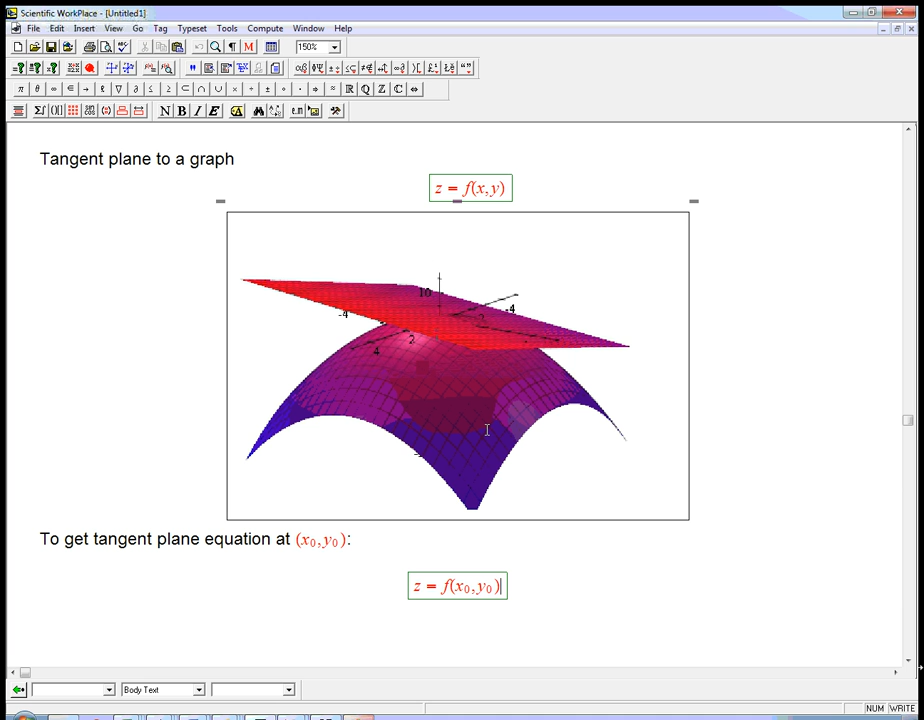 Scientific WorkPlace - [Untitled1]
File Edit Insert View Go Tag Typeset Tools Compute Window Help
150%
Tangent plane to a graph
z = f(x,y)
10
-4
-4
2
2
4
To get tangent plane equation at (x₀,y₀):
z = f(x₀,y₀)
Body Text
NUM WRITE